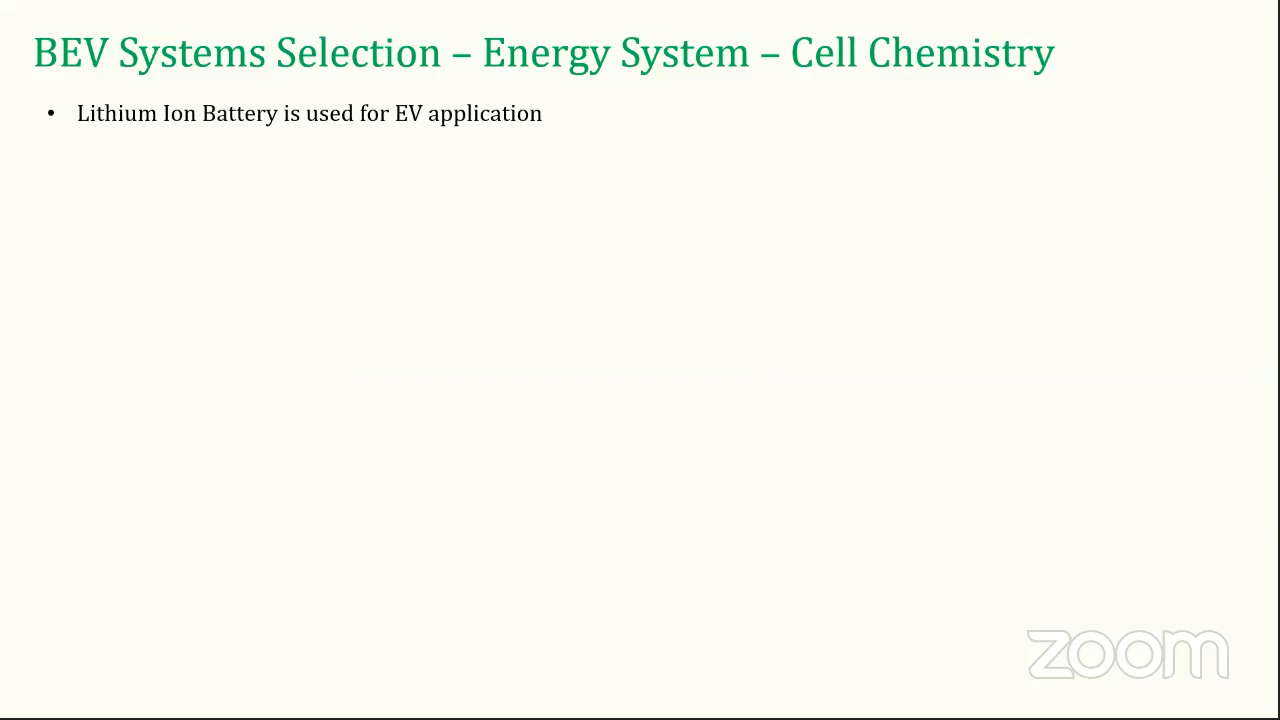 BEV Systems Selection – Energy System – Cell Chemistry
• Lithium Ion Battery is used for EV application
zoom